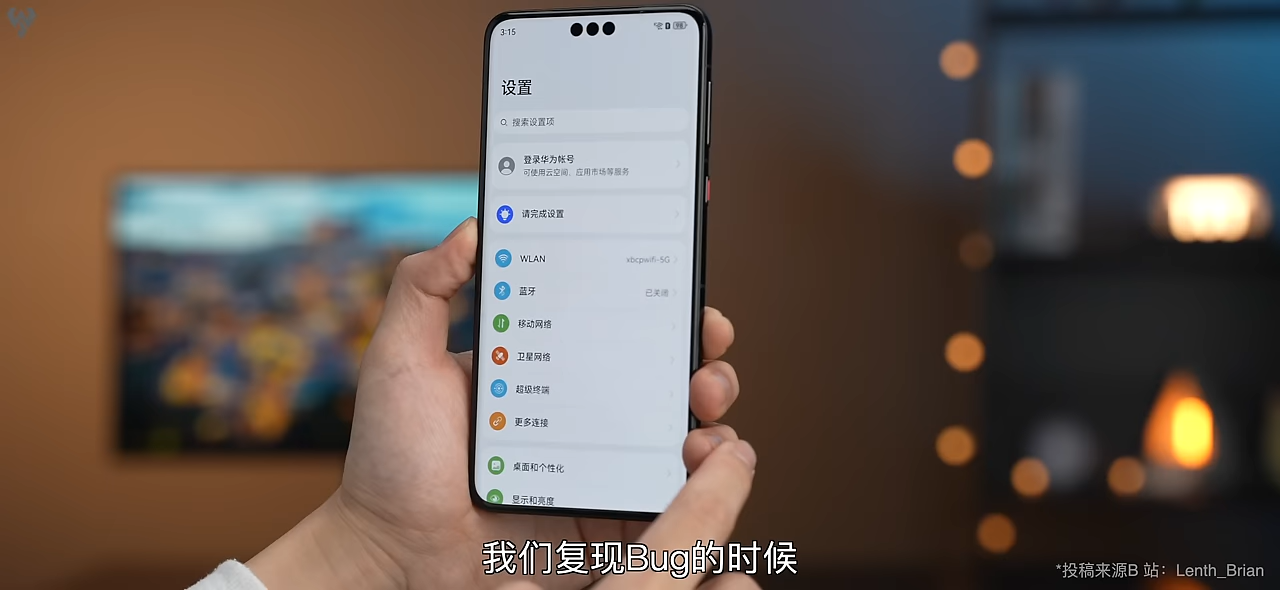 3:15
设置
搜索设置项
登录华为帐号
可使用云空间、应用市场等服务
请完成设置
WLAN
xbcpwifi-5G
蓝牙
已关闭
移动网络
卫星网络
超级终端
更多连接
桌面和个性化
显示和亮度
我们复现Bug的时候
*投稿来源B 站：Lenth_Brian